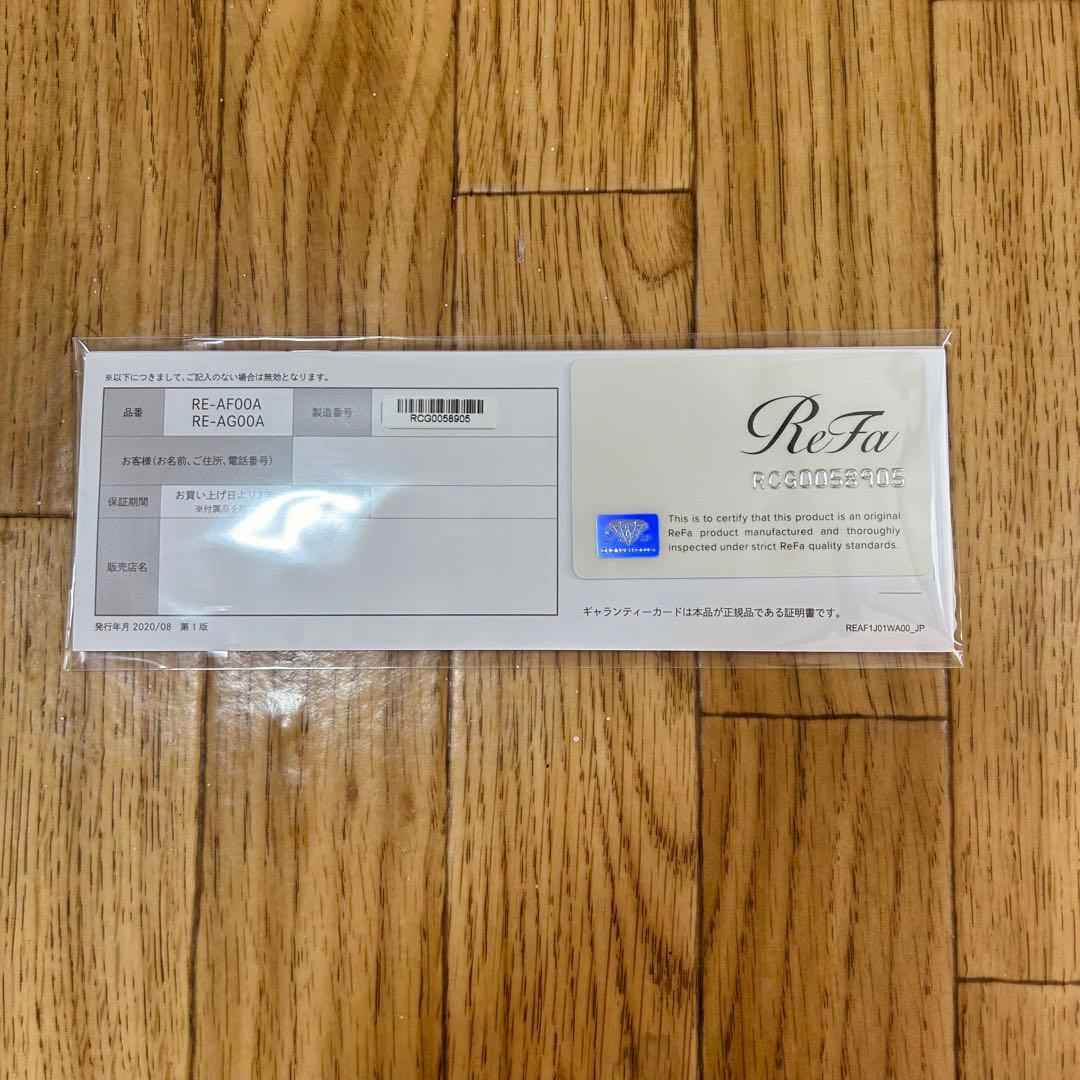 ※以下につきまして、ご記入のない場合は無効となります。
品番
RE-AF00A
RE-AG00A
製造番号
RCG0058905
お客様(お名前、ご住所、電話番号)
保証期間
お買い上げ日より1年
※付属品を
販売店名
発行年月 2020/08 第1版
ReFa
RCG0058905
This is to certify that this product is an original
ReFa product manufactured and thoroughly
inspected under strict ReFa quality standards.
ギャランティーカードは本品が正規品である証明書です。
REAF1J01WA00_JP